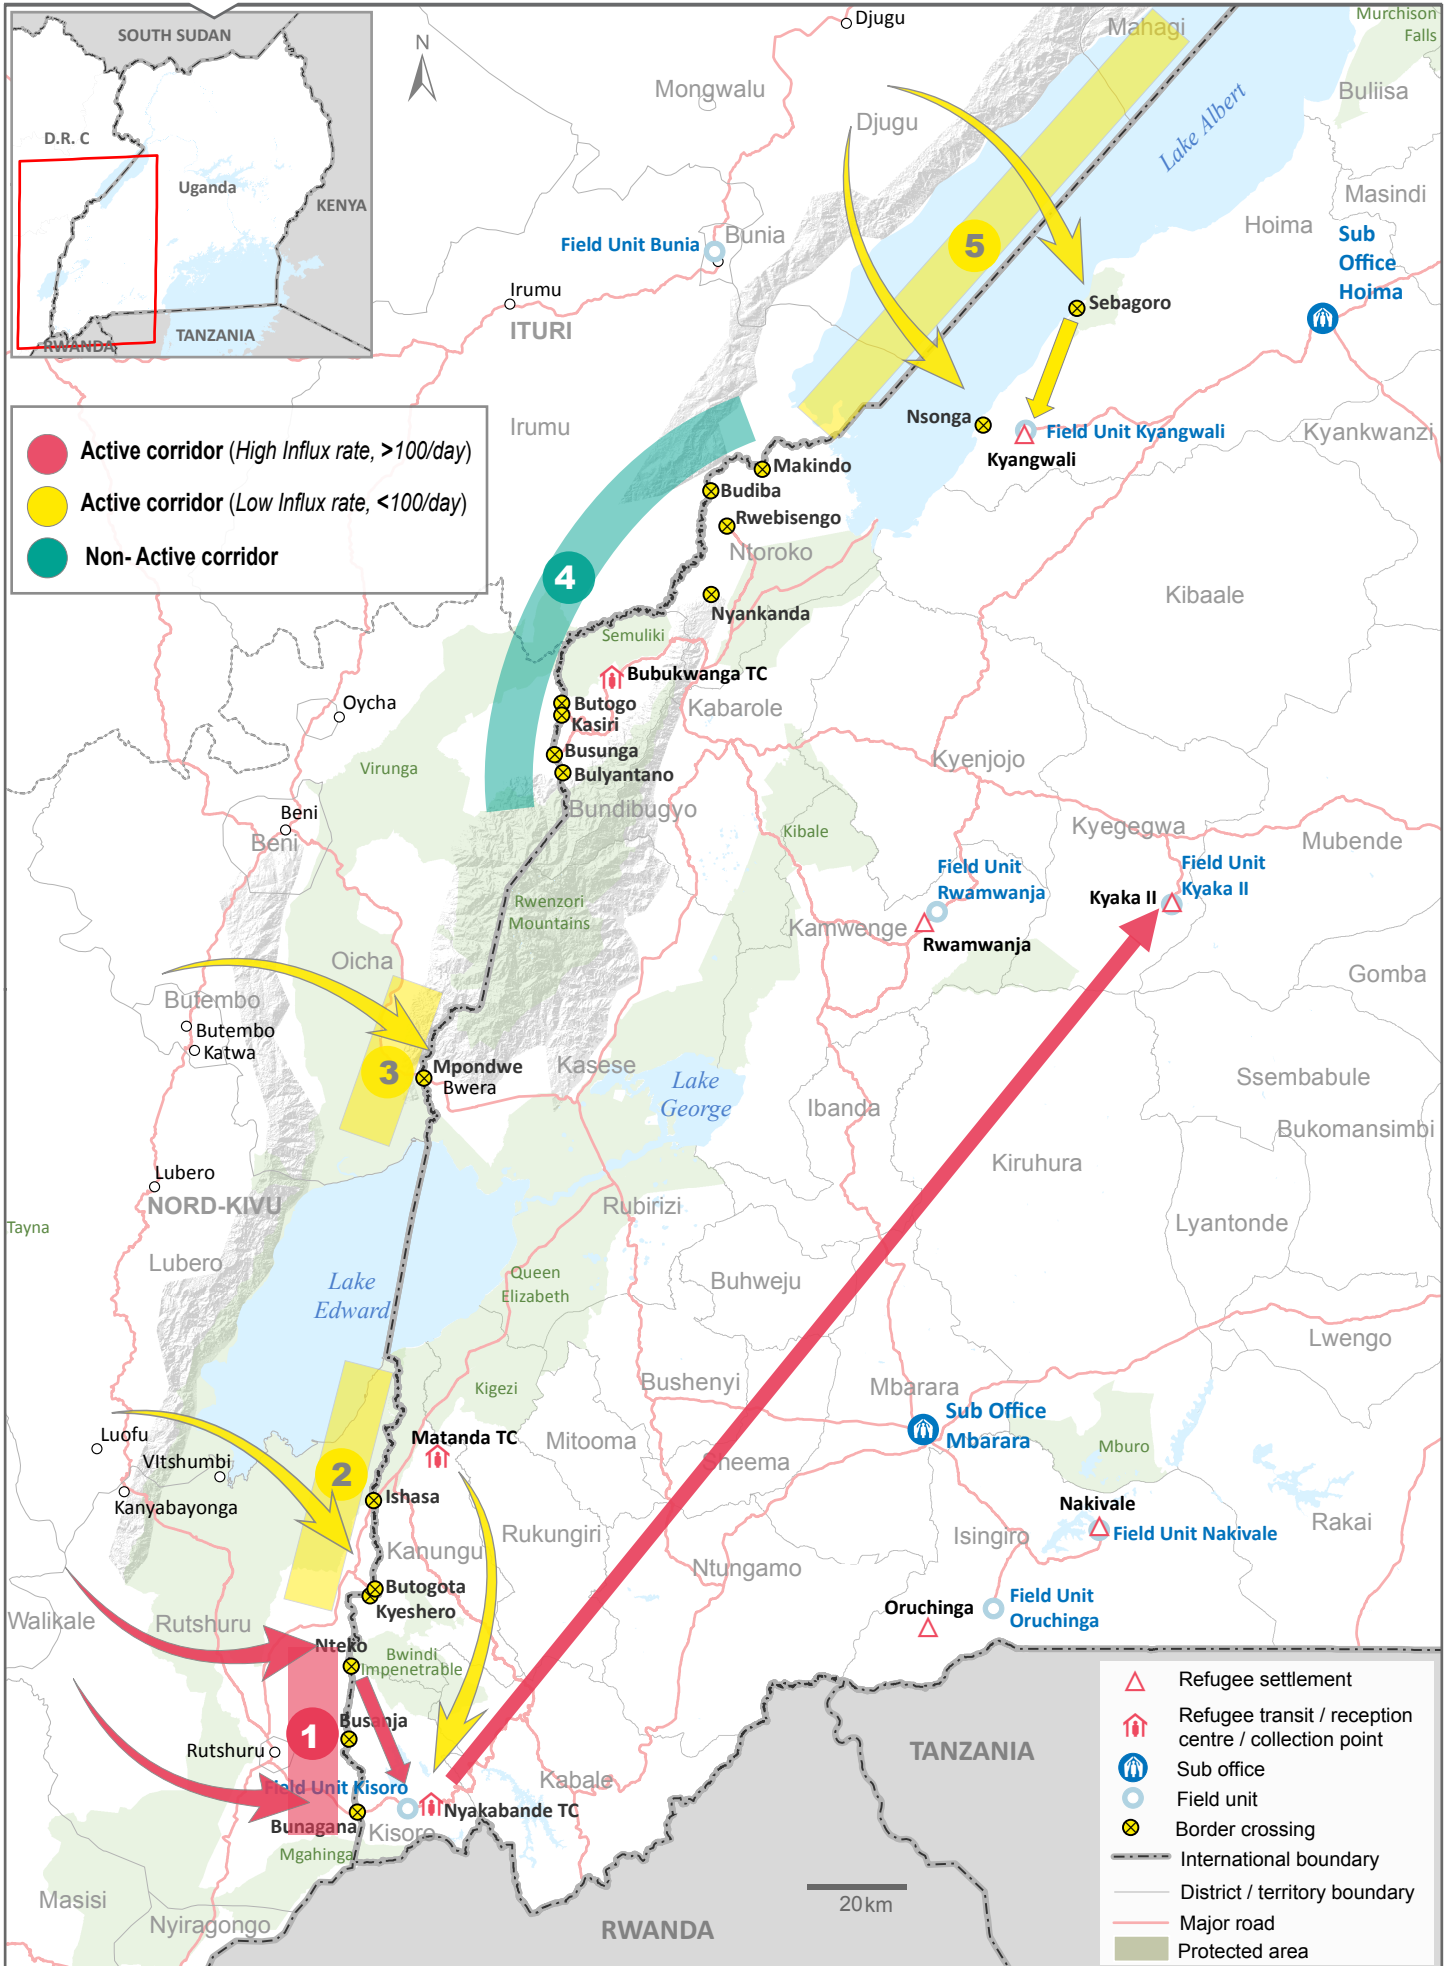 SOUTH SUDAN
D.R. C
Uganda
KENYA
TANZANIA
RWANDA
N
Djugu
Mahagi
Murchison
Falls
Mongwalu
Djugu
Buliisa
Lake Albert
Masindi
Hoima
Field Unit Bunia
Bunia
5
Sub
Office
Hoima
Irumu
ITURI
Sebagoro
Active corridor (High Influx rate, >100/day)
Active corridor (Low Influx rate, <100/day)
Non- Active corridor
Irumu
Nsonga
Field Unit Kyangwali
Kyangwali
Kyankwanzi
Makindo
Budiba
Rwebisengo
Ntoroko
4
Nyankanda
Kibaale
Semuliki
Bubukwanga TC
Oycha
Butogo
Kasiri
Kabarole
Busunga
Bulyantano
Virunga
Kyenjojo
Bundibugyo
Beni
Beni
Kibale
Kyegegwa
Mubende
Field Unit
Rwamwanja
Field Unit
Kyaka II
Kyaka II
Rwenzori
Mountains
Kamwenge
Rwamwanja
Oicha
Gomba
Butembo
Butembo
Katwa
3
Mpondwe
Bwera
Kasese
Lake
George
Ibanda
Ssembabule
Bukomansimbi
Kiruhura
Lubero
NORD-KIVU
Rubirizi
Tayna
Lyantonde
Lubero
Lake
Edward
Queen
Elizabeth
Buhweju
Lwengo
Kigezi
Bushenyi
Mbarara
Sub Office
Mbarara
Luofu
VItshumbi
Matanda TC
Mitooma
Sheema
Mburo
2
Kanyabayonga
Ishasa
Nakivale
Field Unit Nakivale
Rukungiri
Isingiro
Rakai
Kanungu
Ntungamo
Butogota
Kyeshero
Walikale
Rutshuru
Oruchinga
Field Unit
Oruchinga
Nteko
Bwindi
Impenetrable
1
Busanja
Rutshuru
Field Unit Kisoro
Kabale
Nyakabande TC
Bunagana
Kisoro
Mgahinga
TANZANIA
Masisi
Nyiragongo
RWANDA
20 km
Refugee settlement
Refugee transit / reception
centre / collection point
Sub office
Field unit
Border crossing
International boundary
District / territory boundary
Major road
Protected area